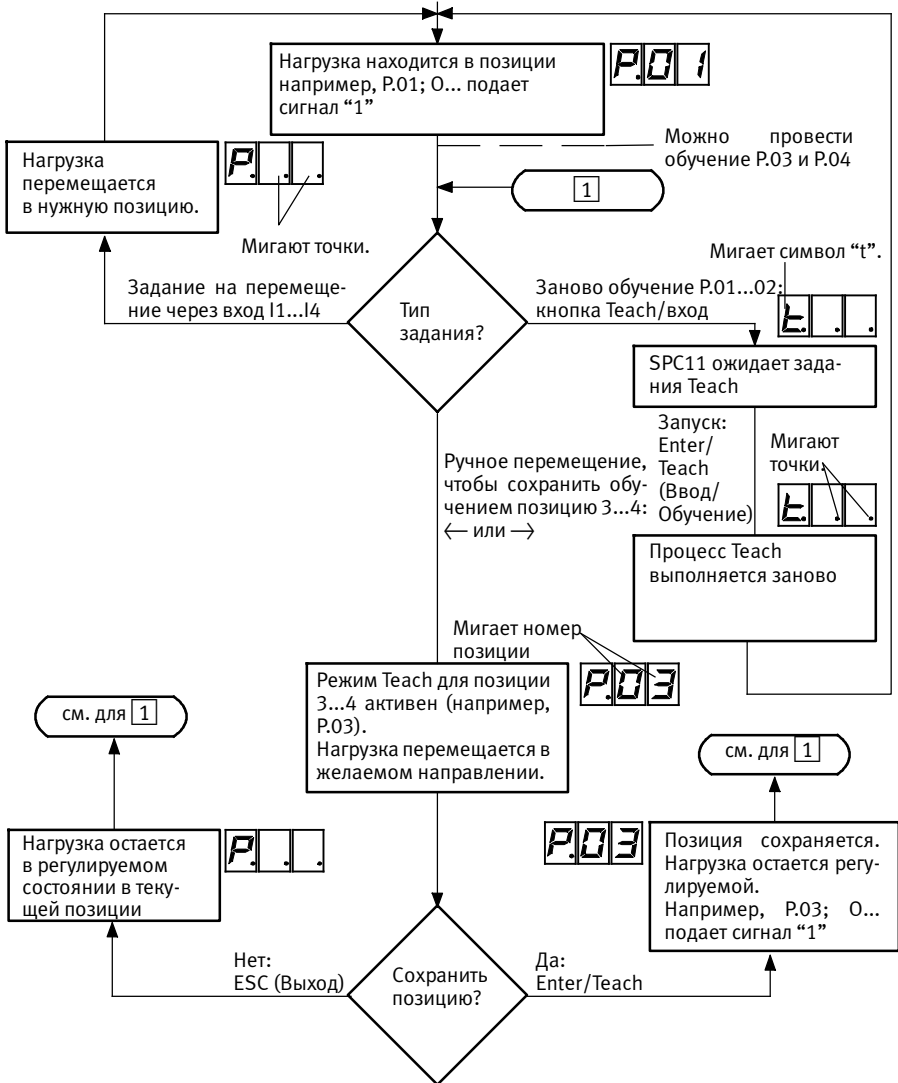 Нагрузка находится в позиции
например, P.01; O... подает
сигнал “1”
P.01
Можно провести
обучение P.03 и P.04
1
Нагрузка
перемещается
в нужную позицию.
P. . .
Мигают точки.
Мигает символ “t”.
Задание на перемеще-
ние через вход I1...I4
Тип
задания?
Заново обучение P.01...02:
кнопка Teach/вход
t. . .
SPC11 ожидает зада-
ния Teach
Запуск:
Enter/
Teach
(Ввод/
Обучение)
Мигают
точки.
t. . .
Ручное перемещение,
чтобы сохранить обу-
чением позицию 3...4:
← или →
Процесс Teach
выполняется заново
Мигает номер
позиции
P.03
Режим Teach для позиции
3...4 активен (например,
P.03).
Нагрузка перемещается в
желаемом направлении.
см. для 1
см. для 1
Нагрузка остается
в регулируемом
состоянии в теку-
щей позиции
P. . .
P.03
Позиция сохраняется.
Нагрузка остается регу-
лируемой.
Например, P.03; O...
подает сигнал “1”
Нет:
ESC (Выход)
Сохранить
позицию?
Да:
Enter/Teach